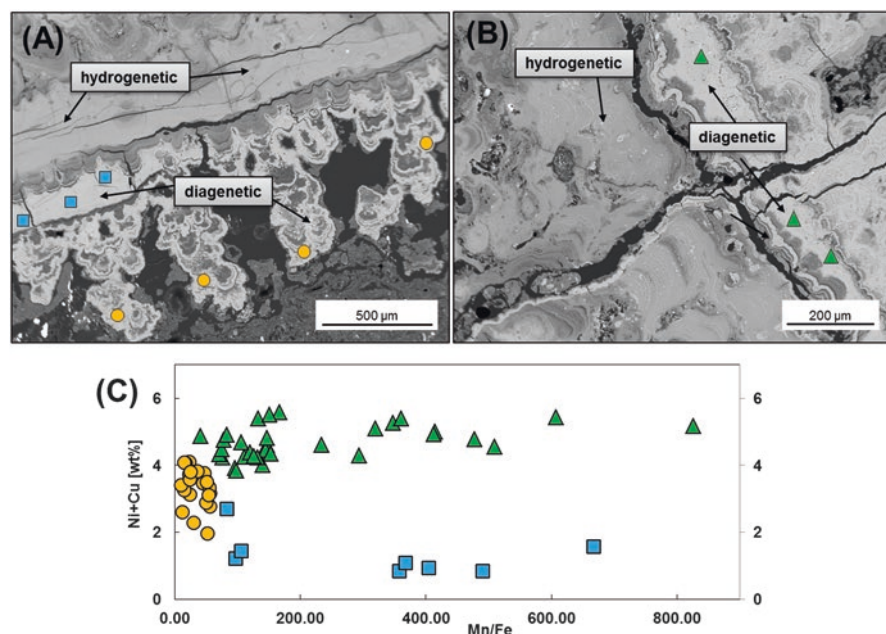 (A)
hydrogenetic
diagenetic
500 µm
(B)
hydrogenetic
diagenetic
200 µm
(C)
Ni+Cu [wt%]
6
4
2
0
6
4
2
0
0.00 200.00 400.00 600.00 800.00
Mn/Fe